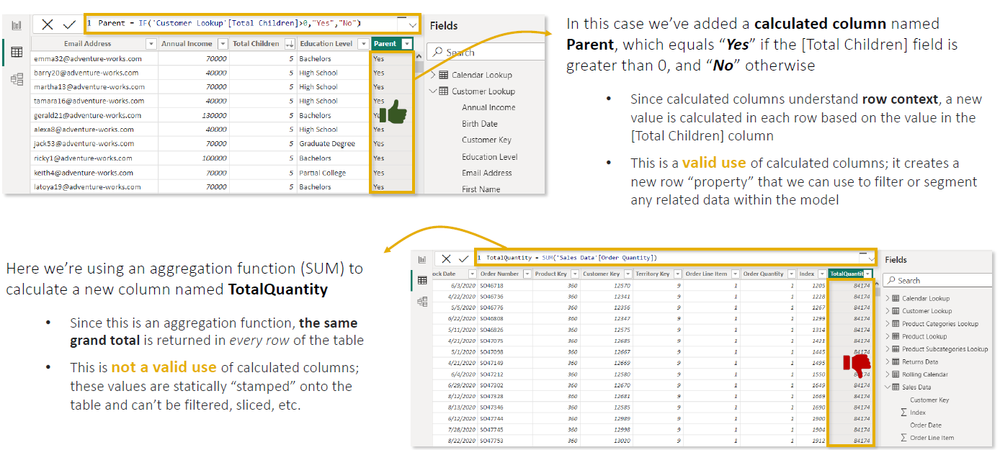 1 Parent = IF('Customer Lookup'[Total Children]>0,"Yes","No")
Email Address Annual Income Total Children Education Level Parent
emma32@adventure-works.com 70000 5 Bachelors Yes
barry20@adventure-works.com 40000 5 High School Yes
martha13@adventure-works.com 70000 5 High School Yes
tamara16@adventure-works.com 40000 5 High School Yes
gerald21@adventure-works.com 130000 5 Bachelors Ye
alexa8@adventure-works.com 40000 5 High School Yes
jack53@adventure-works.com 70000 5 Graduate Degree Yes
ricky1@adventure-works.com 100000 5 Bachelors Yes
keith4@adventure-works.com 70000 5 Partial College Yes
latoya19@adventure-works.com 70000 5 Bachelors Yes
Fields
Search
Calendar Lookup
Customer Lookup
Annual Income
Birth Date
Customer Key
Education Level
Email Address
First Name
In this case we've added a calculated column named
Parent, which equals “Yes” if the [Total Children] field is
greater than 0, and “No” otherwise
• Since calculated columns understand row context, a new
value is calculated in each row based on the value in the
[Total Children] column
• This is a valid use of calculated columns; it creates a
new row “property” that we can use to filter or segment
any related data within the model
Here we're using an aggregation function (SUM) to
calculate a new column named TotalQuantity
• Since this is an aggregation function, the same
grand total is returned in every row of the table
• This is not a valid use of calculated columns;
these values are statically “stamped” onto the
table and can't be filtered, sliced, etc.
1 TotalQuantity = SUM('Sales Data'[Order Quantity])
ock Date Order Number Product Key Customer Key Territory Key Order Line Item Order Quantity Index TotalQuantit
6/3/2020 SO46718 360 12570 9 1 1 1205 84174
4/22/2020 SO46736 360 12341 9 1 1 1228 84174
5/5/2020 SO46776 360 12356 9 1 1 1267 84174
6/22/2020 SO46808 360 12347 9 1 1 1299 84174
5/11/2020 SO46826 360 12575 9 1 1 1314 84174
4/21/2020 SO47075 360 12685 9 1 1 1421 84174
5/1/2020 SO47098 360 12667 9 1 1 1445 84174
4/21/2020 SO47149 360 12669 9 1 1 1495
6/4/2020 SO47212 360 12580 9 1 1 1550
6/29/2020 SO47302 360 12670 9 1 1 1649 84174
8/12/2020 SO47328 360 12681 9 1 1 1669 84174
8/13/2020 SO47346 360 12585 9 1 1 1690 84174
6/12/2020 SO47744 360 12989 9 1 1 1900 84174
7/28/2020 SO47745 360 12998 9 1 1 1904 84174
8/22/2020 SO47753 360 13020 9 1 1 1912 84174
Fields
Search
Calendar Lookup
Customer Lookup
Product Categories Lookup
Product Lookup
Product Subcategories Lookup
Returns Data
Rolling Calendar
Sales Data
Customer Key
Index
Order Date
Order Line Item